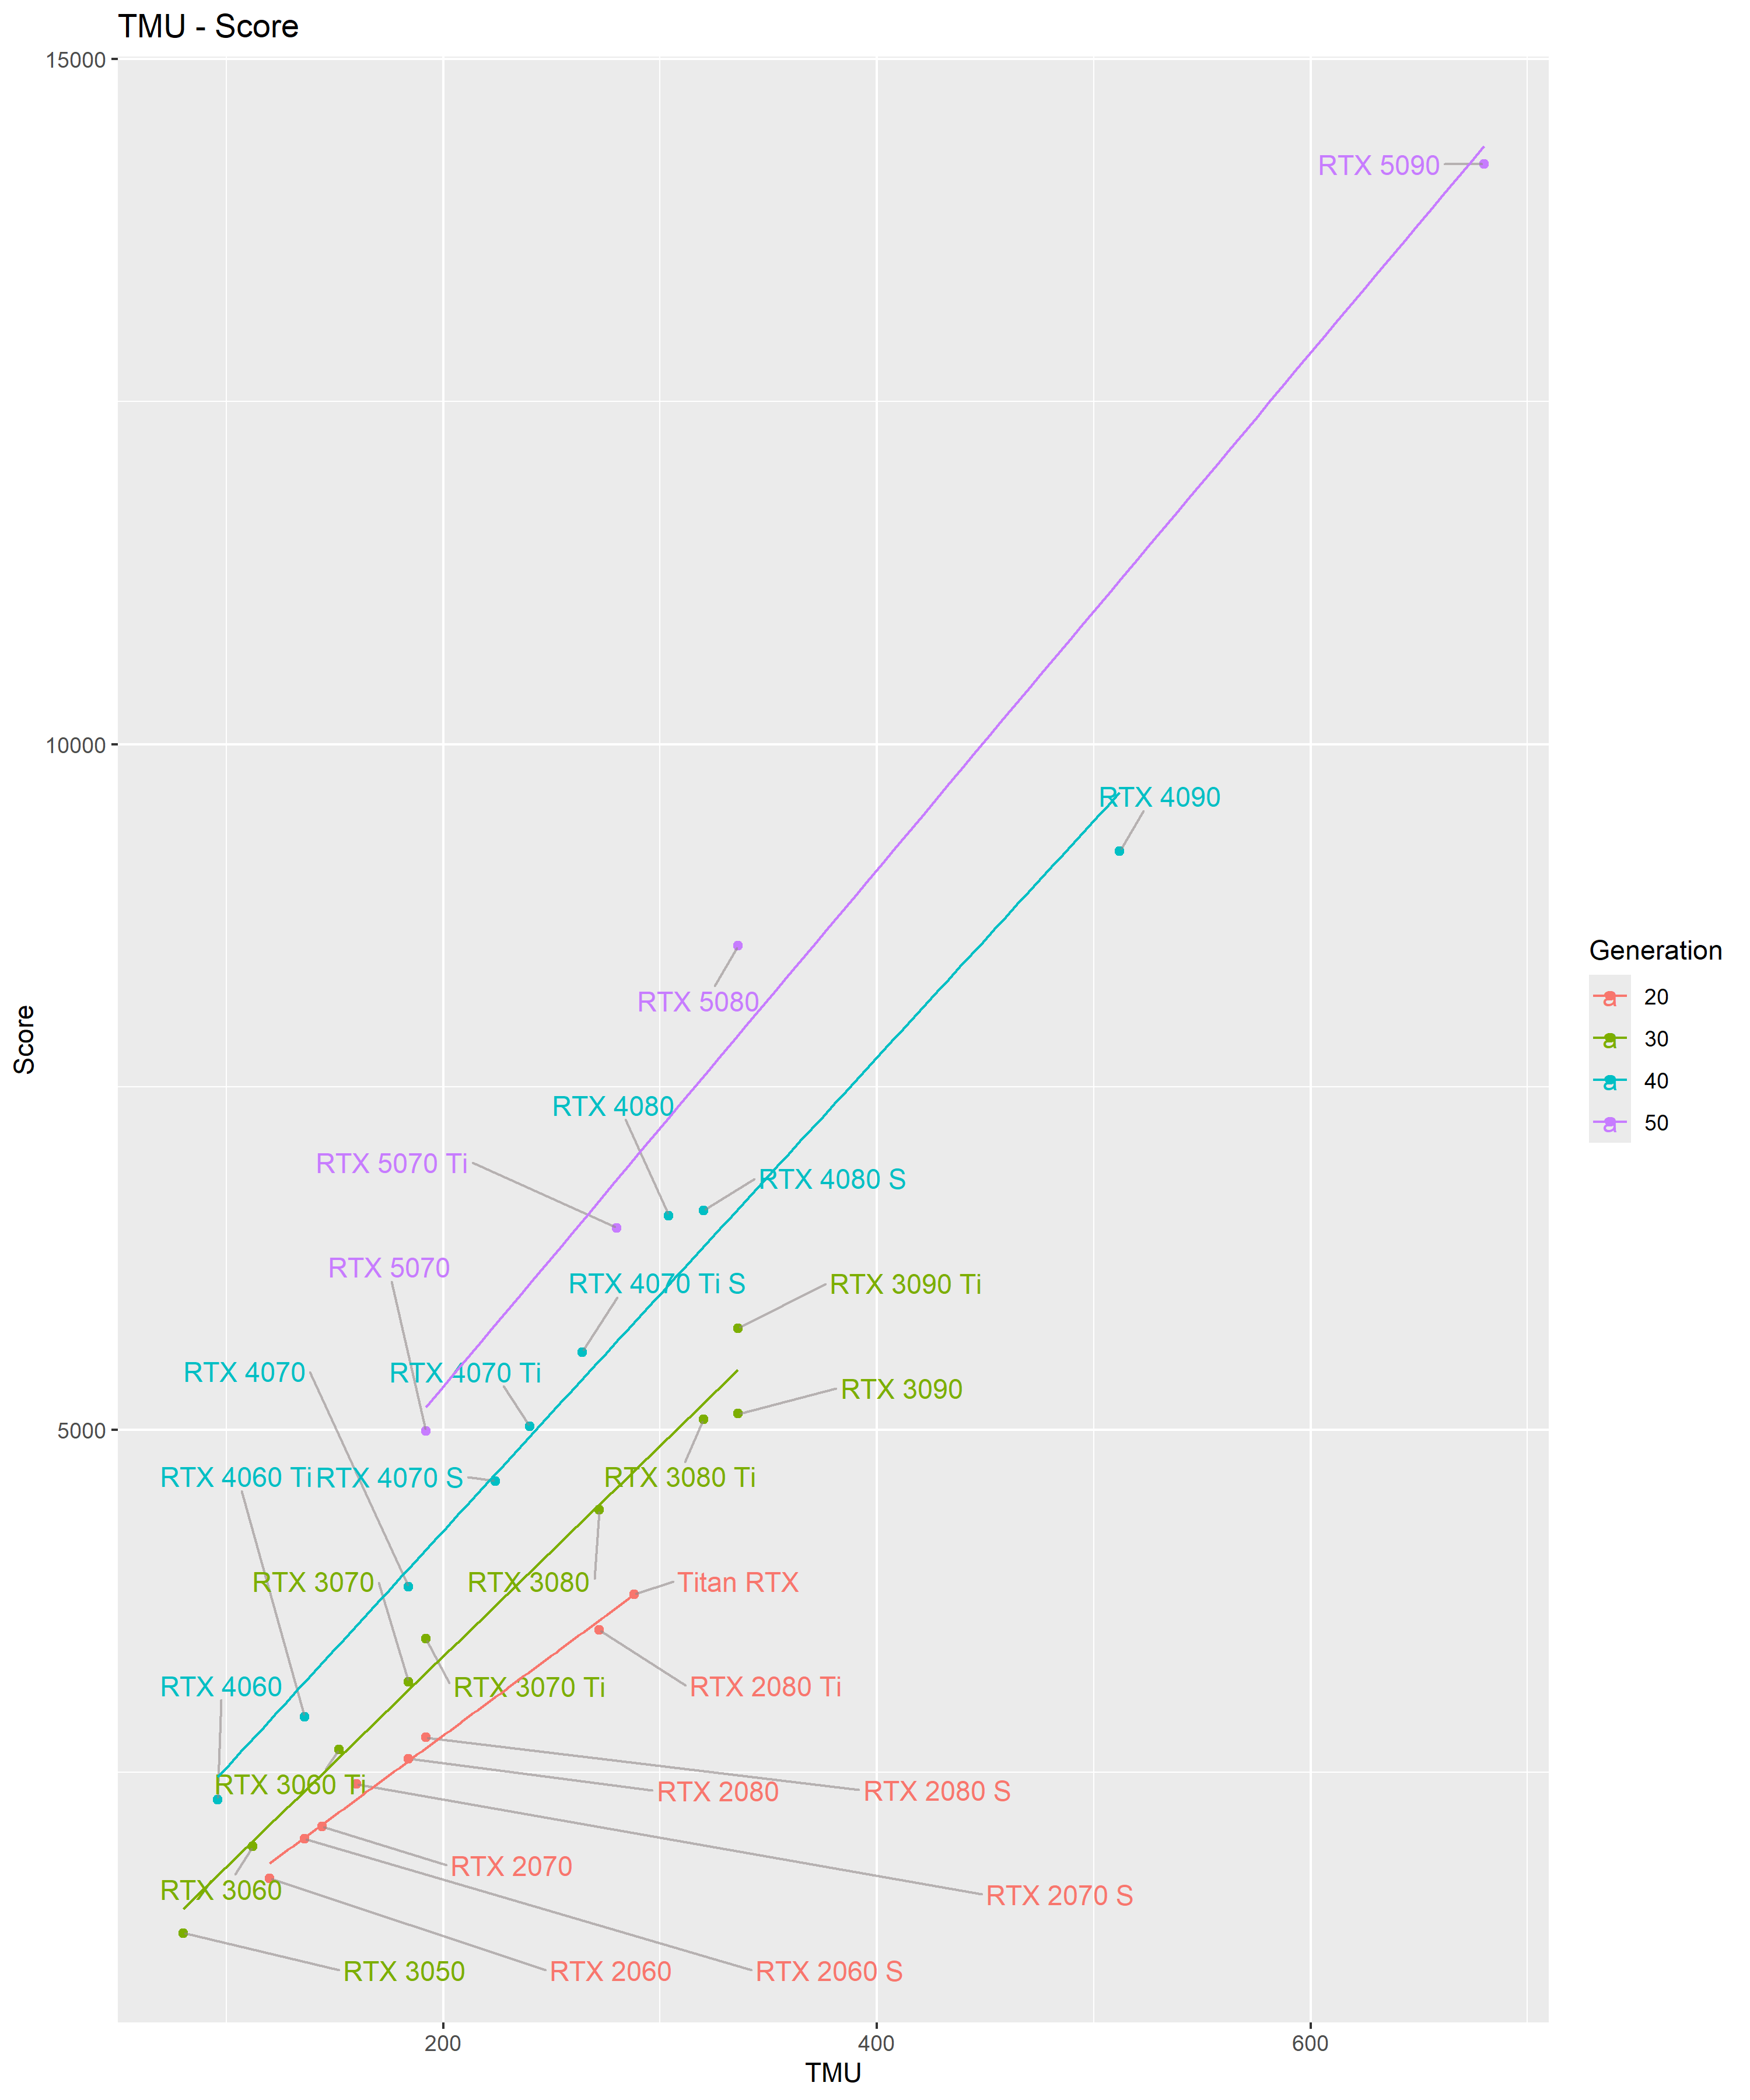 TMU - Score
15000
RTX 5090
10000
RTX 4090
Generation
a 20
a 30
a 40
a 50
RTX 5080
Score
RTX 4080
RTX 5070 Ti
RTX 4080 S
RTX 5070
RTX 4070 Ti S
RTX 3090 Ti
RTX 4070
RTX 4070 Ti
RTX 3090
5000
RTX 4060 Ti
RTX 4070 S
RTX 3080 Ti
RTX 3070
RTX 3080
Titan RTX
RTX 4060
RTX 3070 Ti
RTX 2080 Ti
RTX 3060 Ti
RTX 2080
RTX 2080 S
RTX 2070
RTX 3060
RTX 2070 S
RTX 3050
RTX 2060
RTX 2060 S
200
400
600
TMU